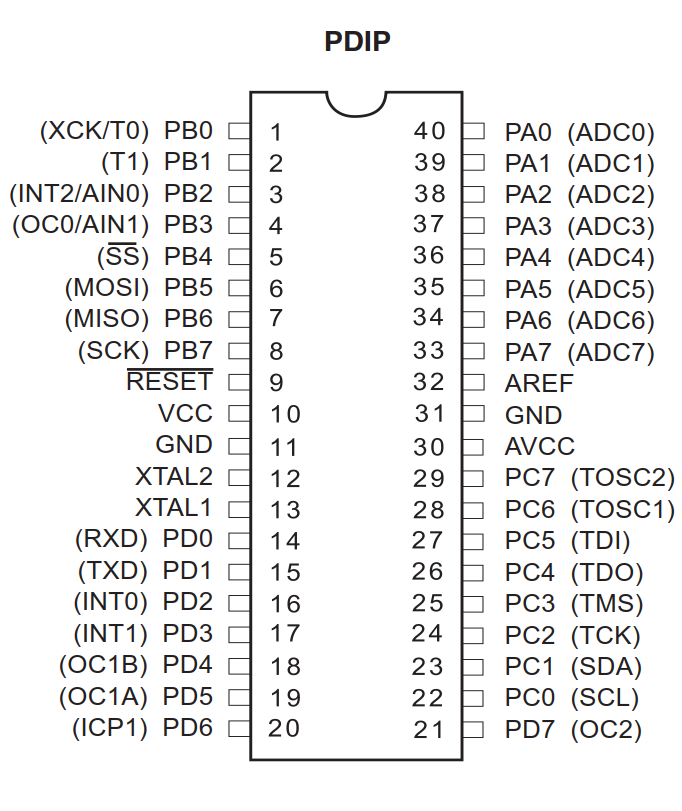 PDIP
(XCK/T0) PB0 1 40 PA0 (ADC0)
(T1) PB1 2 39 PA1 (ADC1)
(INT2/AIN0) PB2 3 38 PA2 (ADC2)
(OC0/AIN1) PB3 4 37 PA3 (ADC3)
(S̅S̅) PB4 5 36 PA4 (ADC4)
(MOSI) PB5 6 35 PA5 (ADC5)
(MISO) PB6 7 34 PA6 (ADC6)
(SCK) PB7 8 33 PA7 (ADC7)
R̅E̅S̅E̅T̅ 9 32 AREF
VCC 10 31 GND
GND 11 30 AVCC
XTAL2 12 29 PC7 (TOSC2)
XTAL1 13 28 PC6 (TOSC1)
(RXD) PD0 14 27 PC5 (TDI)
(TXD) PD1 15 26 PC4 (TDO)
(INT0) PD2 16 25 PC3 (TMS)
(INT1) PD3 17 24 PC2 (TCK)
(OC1B) PD4 18 23 PC1 (SDA)
(OC1A) PD5 19 22 PC0 (SCL)
(ICP1) PD6 20 21 PD7 (OC2)